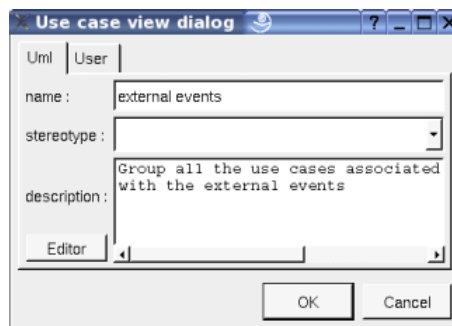 Use case view dialog
?
Uml User
name : external events
stereotype :
Group all the use cases associated
with the external events
description :
Editor
OK Cancel